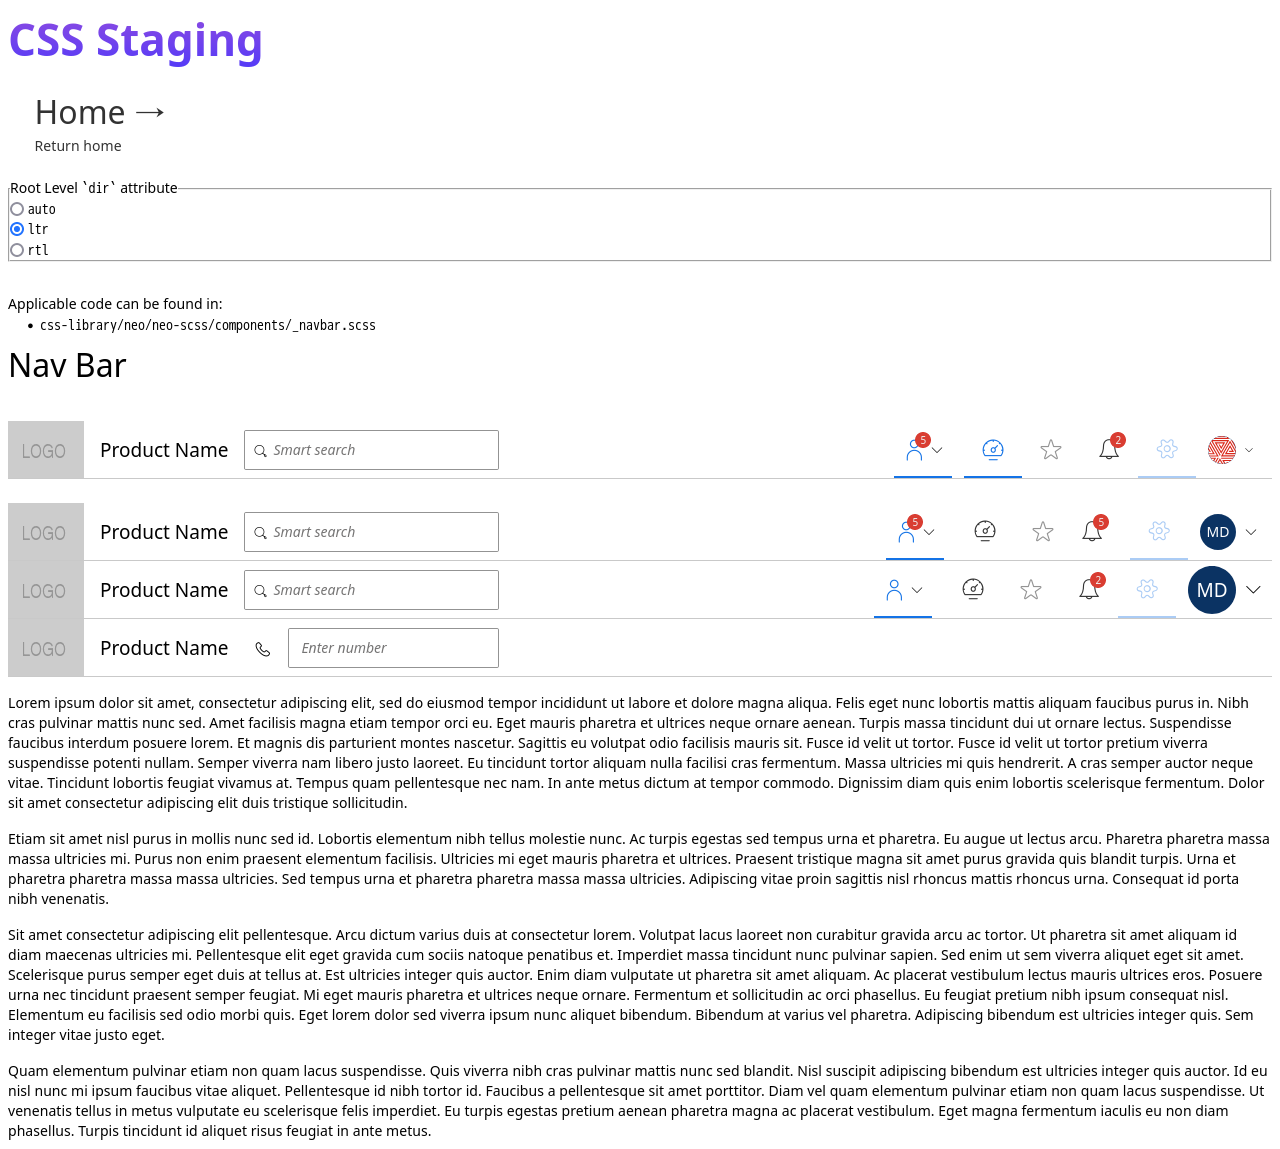 CSS Staging
Home →
Return home
Root Level `dir` attribute
auto
ltr
rtl
Applicable code can be found in:
• css-library/neo/neo-scss/components/_navbar.scss
Nav Bar
LOGO Product Name Smart search 5 2
LOGO Product Name Smart search 5 5 MD
LOGO Product Name Smart search 2 MD
LOGO Product Name Enter number
Lorem ipsum dolor sit amet, consectetur adipiscing elit, sed do eiusmod tempor incididunt ut labore et dolore magna aliqua. Felis eget nunc lobortis mattis aliquam faucibus purus in. Nibh
cras pulvinar mattis nunc sed. Amet facilisis magna etiam tempor orci eu. Eget mauris pharetra et ultrices neque ornare aenean. Turpis massa tincidunt dui ut ornare lectus. Suspendisse
faucibus interdum posuere lorem. Et magnis dis parturient montes nascetur. Sagittis eu volutpat odio facilisis mauris sit. Fusce id velit ut tortor. Fusce id velit ut tortor pretium viverra
suspendisse potenti nullam. Semper viverra nam libero justo laoreet. Eu tincidunt tortor aliquam nulla facilisi cras fermentum. Massa ultricies mi quis hendrerit. A cras semper auctor neque
vitae. Tincidunt lobortis feugiat vivamus at. Tempus quam pellentesque nec nam. In ante metus dictum at tempor commodo. Dignissim diam quis enim lobortis scelerisque fermentum. Dolor
sit amet consectetur adipiscing elit duis tristique sollicitudin.
Etiam sit amet nisl purus in mollis nunc sed id. Lobortis elementum nibh tellus molestie nunc. Ac turpis egestas sed tempus urna et pharetra. Eu augue ut lectus arcu. Pharetra pharetra massa
massa ultricies mi. Purus non enim praesent elementum facilisis. Ultricies mi eget mauris pharetra et ultrices. Praesent tristique magna sit amet purus gravida quis blandit turpis. Urna et
pharetra pharetra massa massa ultricies. Sed tempus urna et pharetra pharetra massa massa ultricies. Adipiscing vitae proin sagittis nisl rhoncus mattis rhoncus urna. Consequat id porta
nibh venenatis.
Sit amet consectetur adipiscing elit pellentesque. Arcu dictum varius duis at consectetur lorem. Volutpat lacus laoreet non curabitur gravida arcu ac tortor. Ut pharetra sit amet aliquam id
diam maecenas ultricies mi. Pellentesque elit eget gravida cum sociis natoque penatibus et. Imperdiet massa tincidunt nunc pulvinar sapien. Sed enim ut sem viverra aliquet eget sit amet.
Scelerisque purus semper eget duis at tellus at. Est ultricies integer quis auctor. Enim diam vulputate ut pharetra sit amet aliquam. Ac placerat vestibulum lectus mauris ultrices eros. Posuere
urna nec tincidunt praesent semper feugiat. Mi eget mauris pharetra et ultrices neque ornare. Fermentum et sollicitudin ac orci phasellus. Eu feugiat pretium nibh ipsum consequat nisl.
Elementum eu facilisis sed odio morbi quis. Eget lorem dolor sed viverra ipsum nunc aliquet bibendum. Bibendum at varius vel pharetra. Adipiscing bibendum est ultricies integer quis. Sem
integer vitae justo eget.
Quam elementum pulvinar etiam non quam lacus suspendisse. Quis viverra nibh cras pulvinar mattis nunc sed blandit. Nisl suscipit adipiscing bibendum est ultricies integer quis auctor. Id eu
nisl nunc mi ipsum faucibus vitae aliquet. Pellentesque id nibh tortor id. Faucibus a pellentesque sit amet porttitor. Diam vel quam elementum pulvinar etiam non quam lacus suspendisse. Ut
venenatis tellus in metus vulputate eu scelerisque felis imperdiet. Eu turpis egestas pretium aenean pharetra magna ac placerat vestibulum. Eget magna fermentum iaculis eu non diam
phasellus. Turpis tincidunt id aliquet risus feugiat in ante metus.